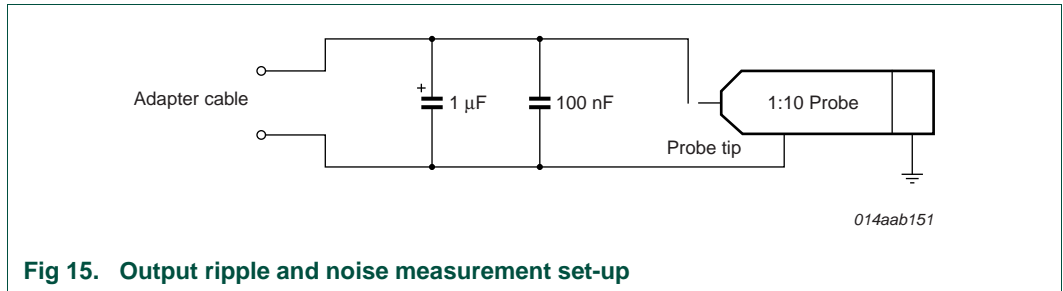 Adapter cable
+
1 μF
100 nF
1:10 Probe
Probe tip
014aab151
Fig 15. Output ripple and noise measurement set-up